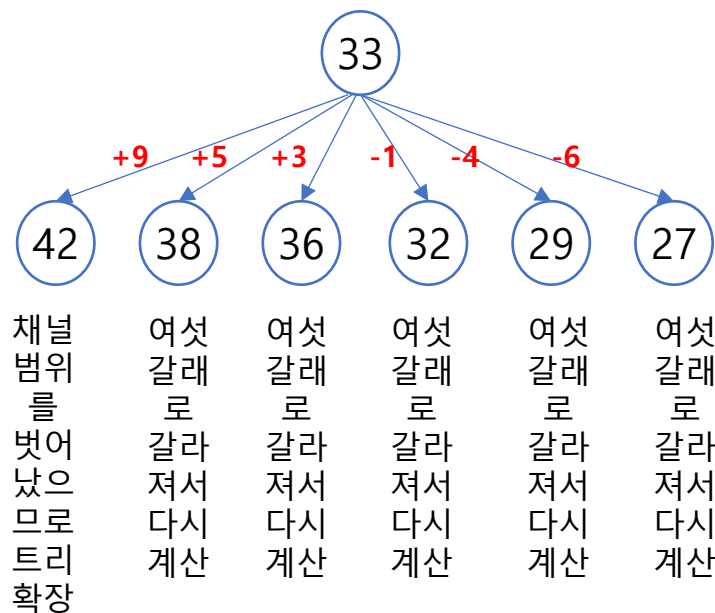 33
+9 +5 +3 -1 -4 -6
42 38 36 32 29 27
채널
범위
를
벗어
났으
므로
트리
확장
여섯
갈래
로
갈라
져서
다시
계산
여섯
갈래
로
갈라
져서
다시
계산
여섯
갈래
로
갈라
져서
다시
계산
여섯
갈래
로
갈라
져서
다시
계산
여섯
갈래
로
갈라
져서
다시
계산